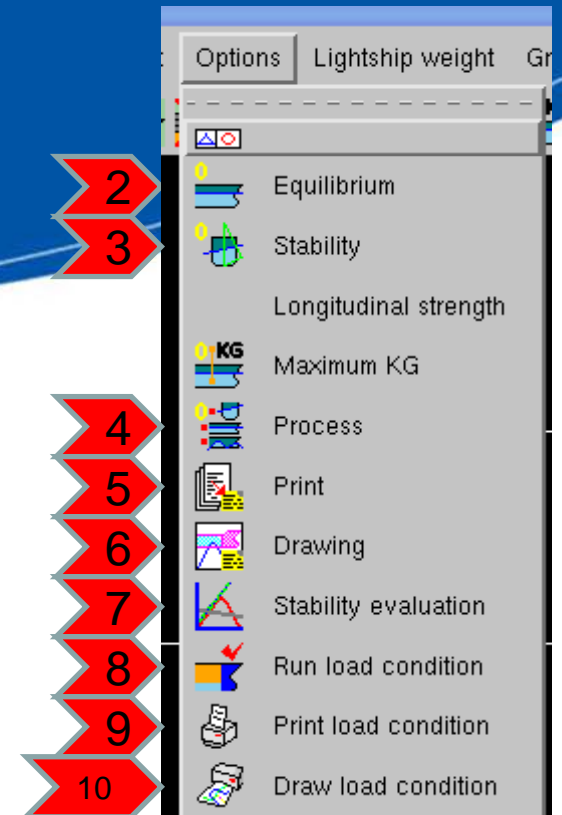 Options Lightship weight Gr
2 Equilibrium
3 Stability
Longitudinal strength
KG Maximum KG
4 Process
5 Print
6 Drawing
7 Stability evaluation
8 Run load condition
9 Print load condition
10 Draw load condition